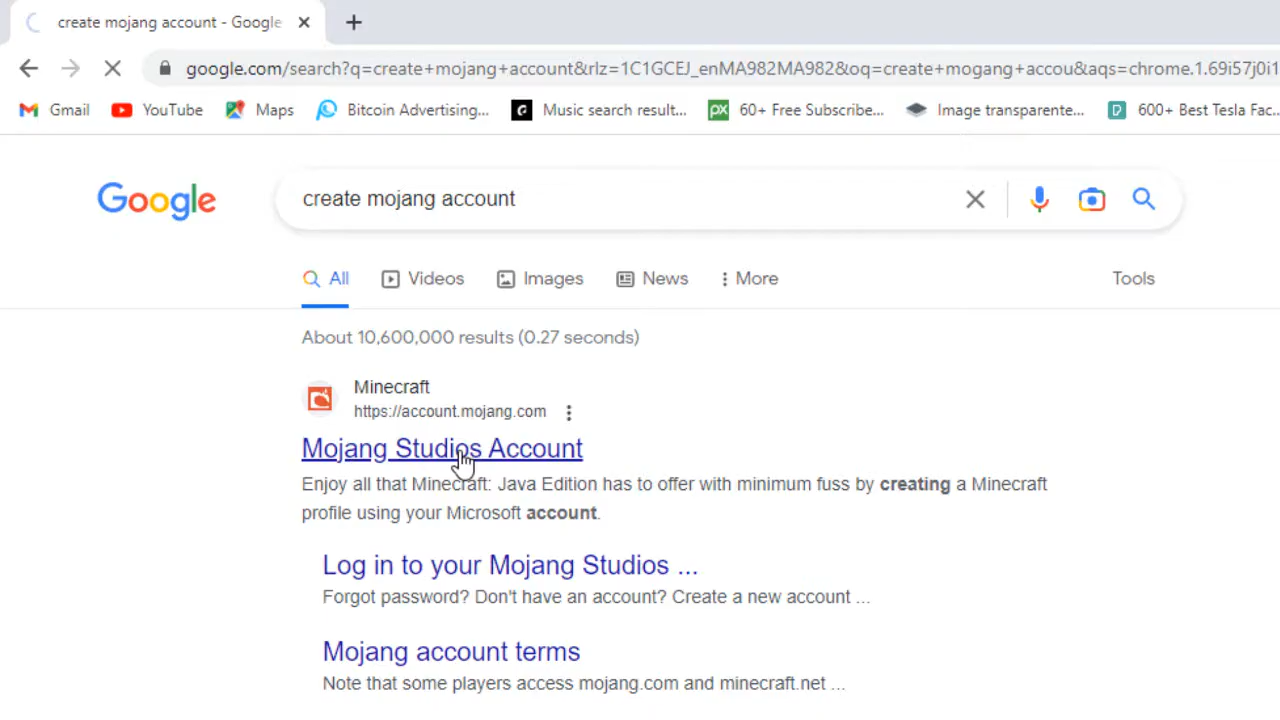 create mojang account - Google
google.com/search?q=create+mojang+account&rlz=1C1GCEJ_enMA982MA982&oq=create+mogang+accou&aqs=chrome.1.69i57j0i1
Gmail YouTube Maps Bitcoin Advertising... Music search result... 60+ Free Subscribe... Image transparente... 600+ Best Tesla Fac...
Google create mojang account
All Videos Images News More Tools
About 10,600,000 results (0.27 seconds)
Minecraft
https://account.mojang.com
Mojang Studios Account
Enjoy all that Minecraft: Java Edition has to offer with minimum fuss by creating a Minecraft
profile using your Microsoft account.
Log in to your Mojang Studios ...
Forgot password? Don't have an account? Create a new account ...
Mojang account terms
Note that some players access mojang.com and minecraft.net ...